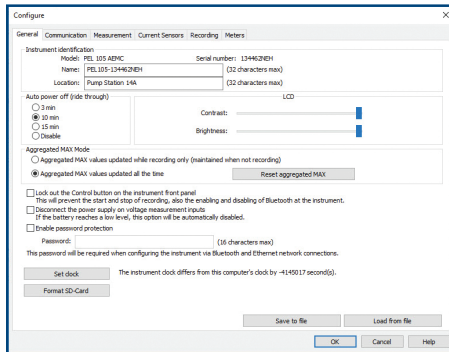 Configure
General Communication Measurement Current Sensors Recording Meters
Instrument identification
Model: PEL 105 AEMC Serial number: 134462NEH
Name: PEL105-134462NEH (32 characters max)
Location: Pump Station 14A (32 characters max)
Auto power off (ride through)
3 min
10 min
15 min
Disable
LCD
Contrast:
Brightness:
Aggregated MAX Mode
Aggregated MAX values updated while recording only (maintained when not recording)
Aggregated MAX values updated all the time Reset aggregated MAX
Lock out the Control button on the instrument front panel
This will prevent the start and stop of recording, also the enabling and disabling of Bluetooth at the instrument.
Disconnect the power supply on voltage measurement inputs
If the battery reaches a low level, this option will be automatically disabled.
Enable password protection
Password: (16 characters max)
This password will be required when configuring the instrument via Bluetooth and Ethernet network connections.
Set clock The instrument clock differs from this computer's clock by -4145017 second(s).
Format SD-Card
Save to file Load from file
OK Cancel Help